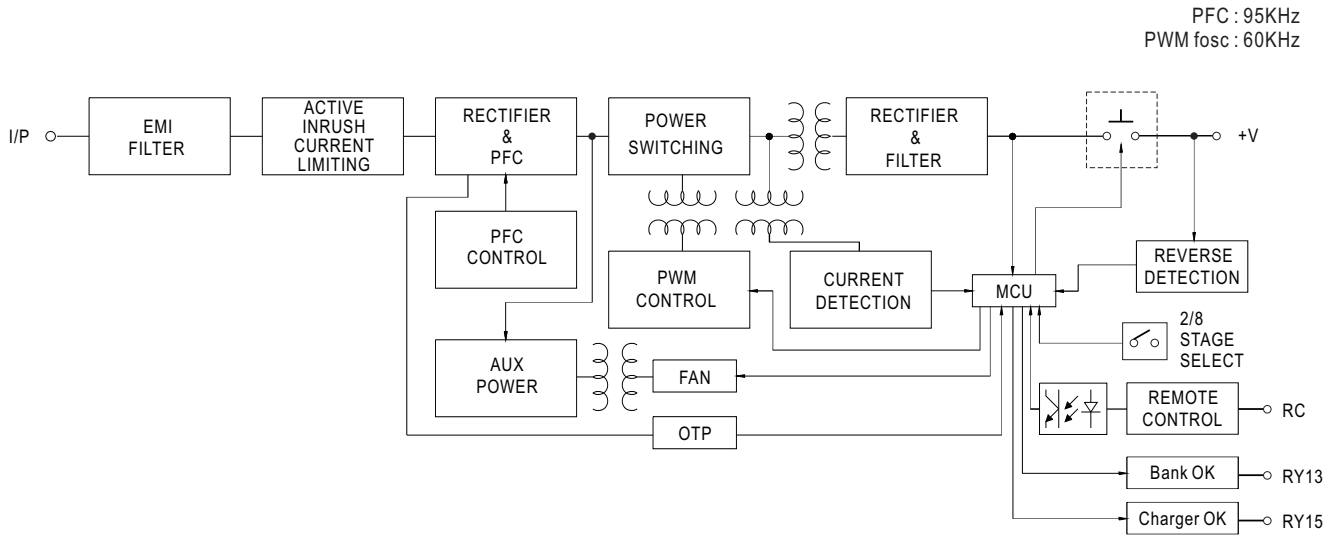 PFC : 95KHz
PWM fosc : 60KHz
I/P
EMI
FILTER
ACTIVE
INRUSH
CURRENT
LIMITING
RECTIFIER
&
PFC
POWER
SWITCHING
RECTIFIER
&
FILTER
+V
PFC
CONTROL
PWM
CONTROL
CURRENT
DETECTION
MCU
REVERSE
DETECTION
2/8
STAGE
SELECT
AUX
POWER
FAN
REMOTE
CONTROL
RC
OTP
Bank OK
RY13
Charger OK
RY15